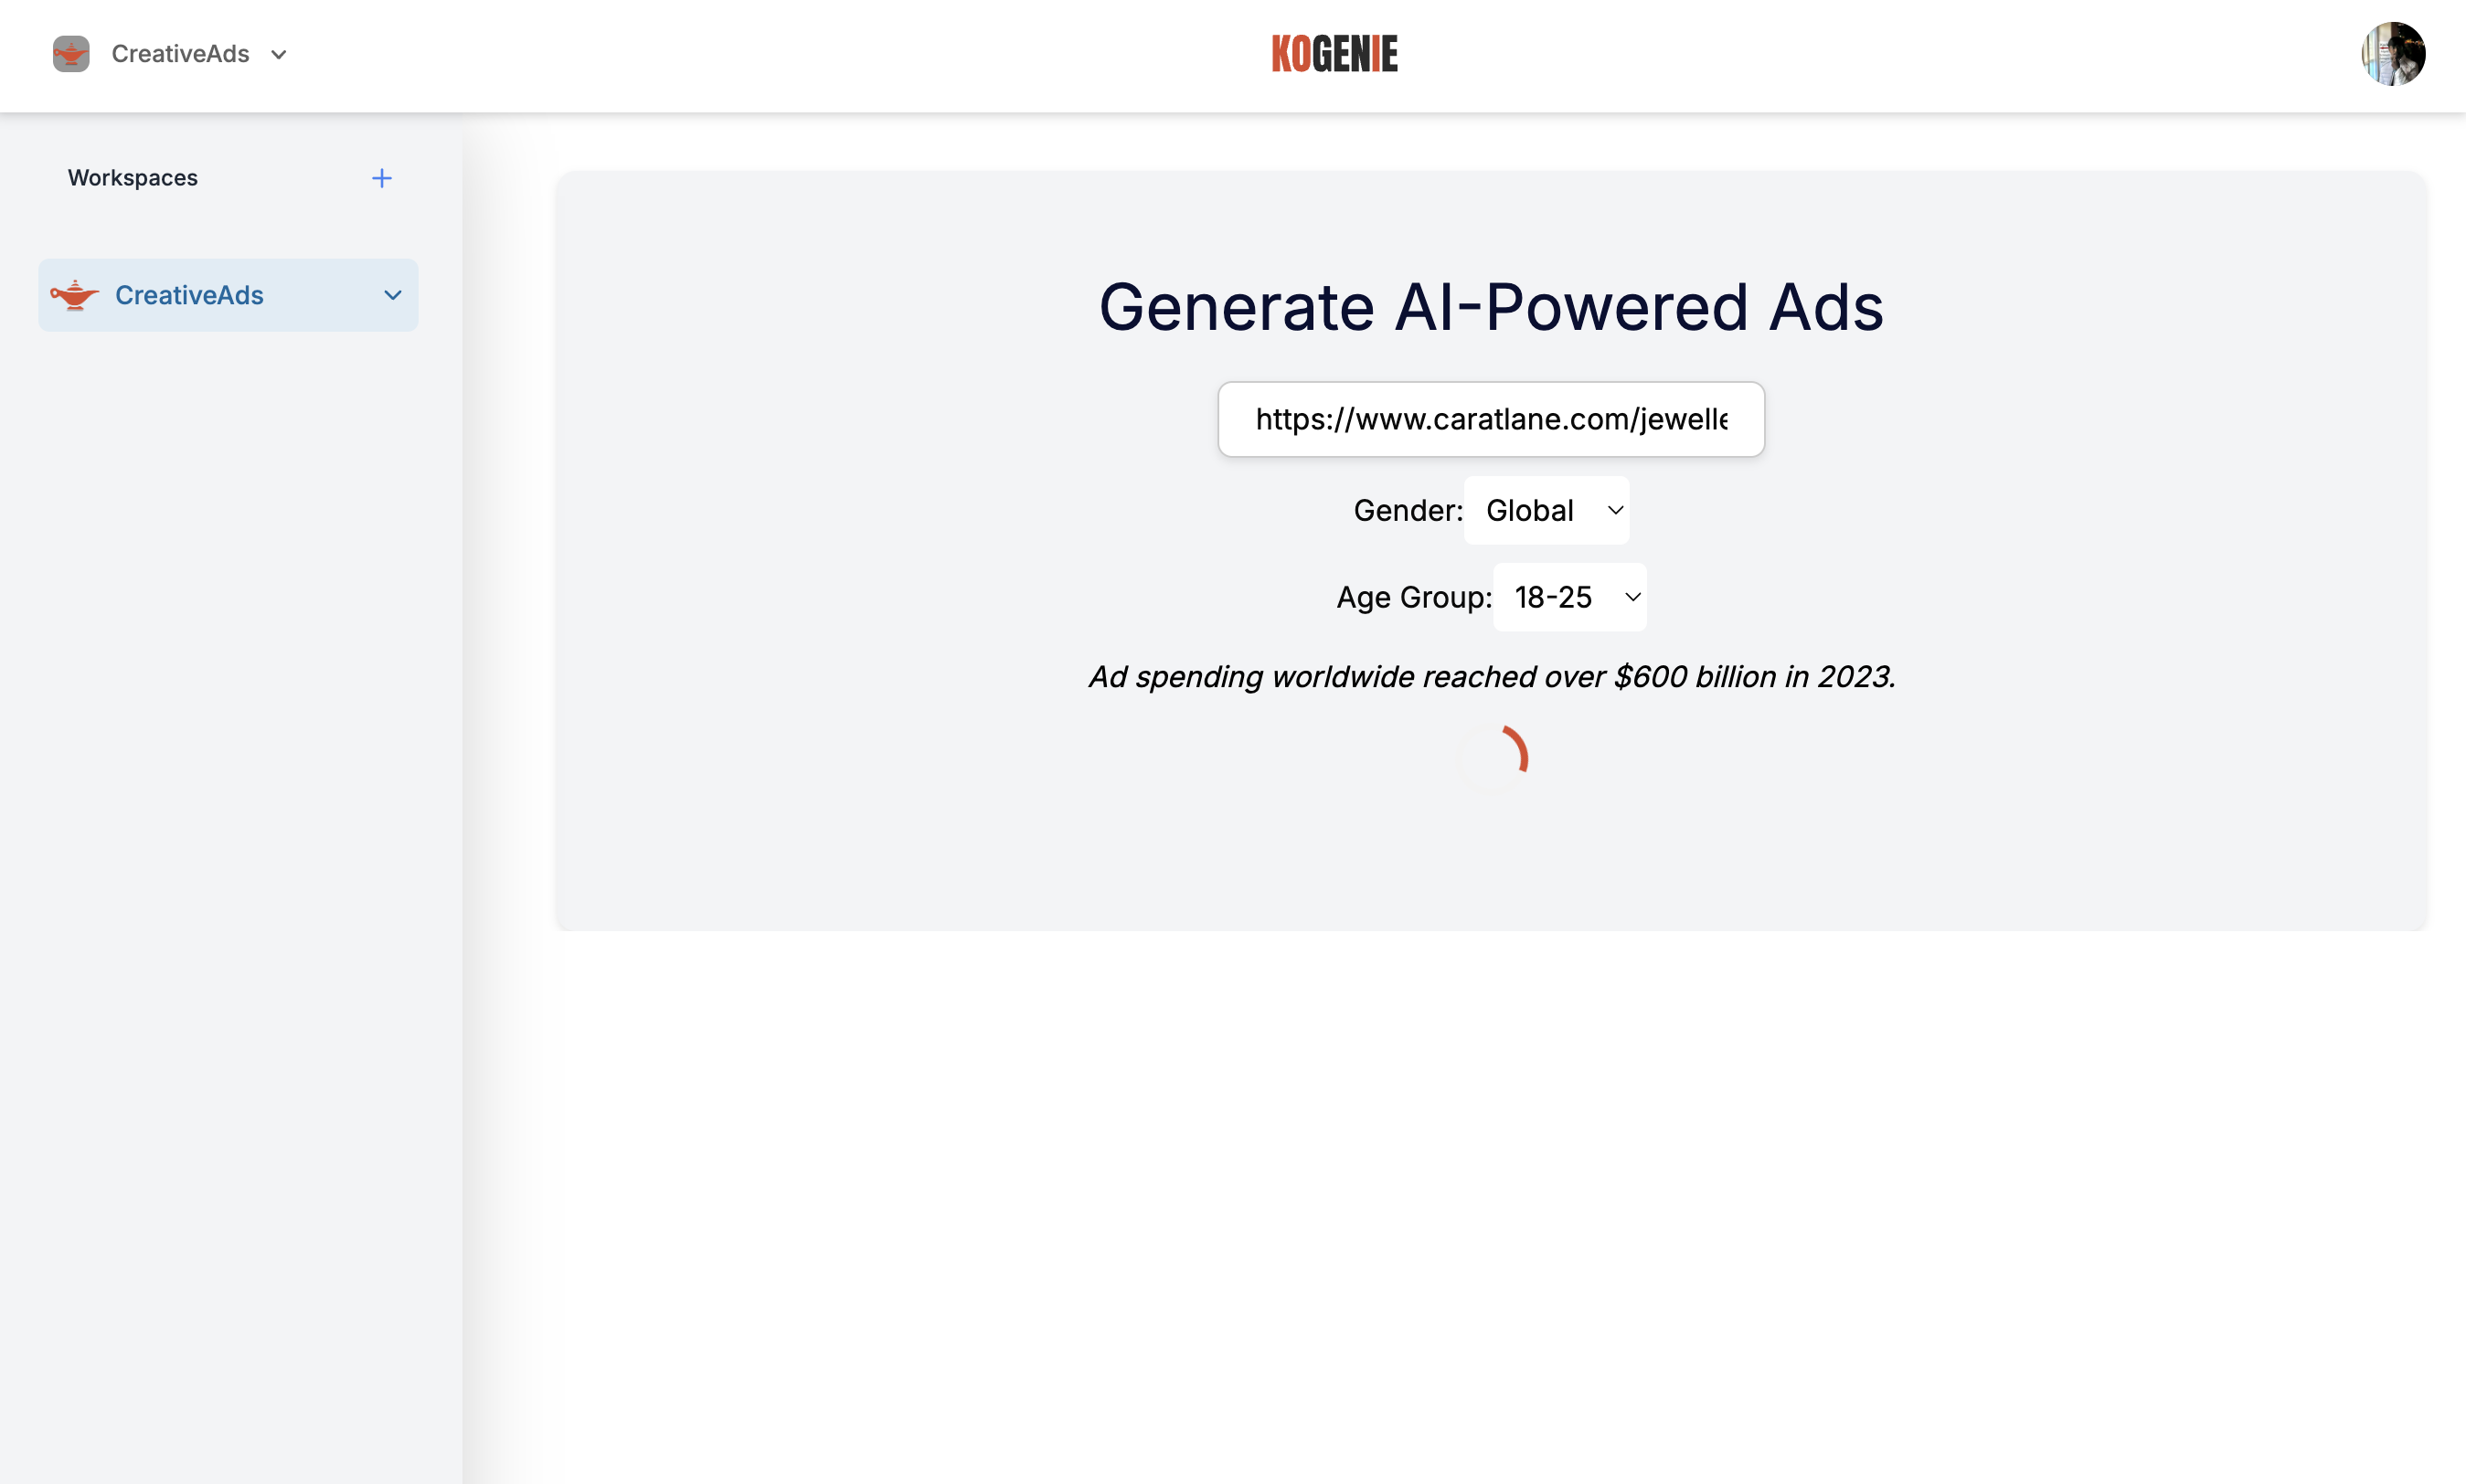 CreativeAds
KOGENIE
Workspaces
CreativeAds
Generate AI-Powered Ads
https://www.caratlane.com/jewelle
Gender: Global
Age Group: 18-25
Ad spending worldwide reached over $600 billion in 2023.